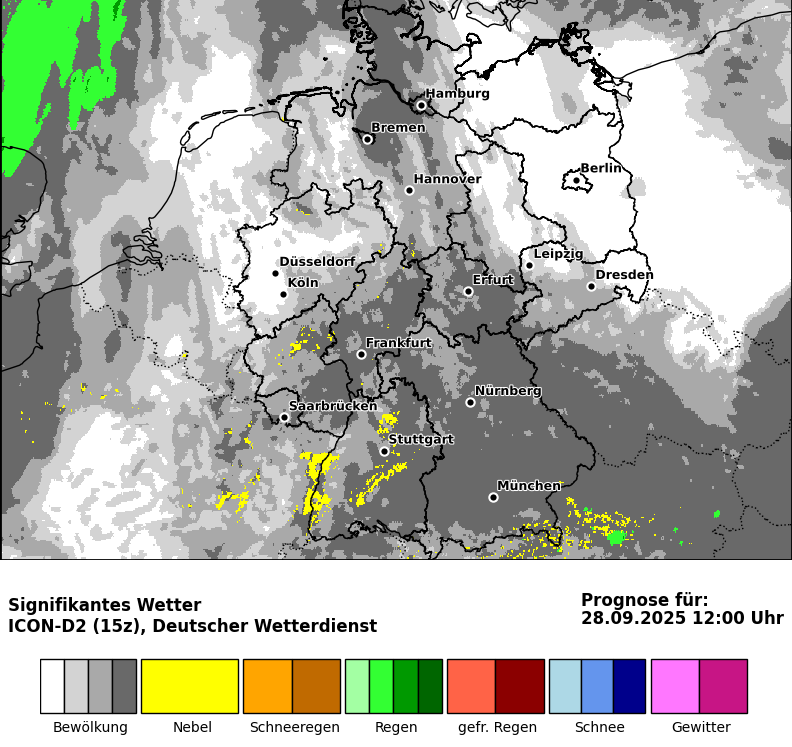 Hamburg
Bremen
Berlin
Hannover
Leipzig
Düsseldorf
Dresden
Köln
Erfurt
Frankfurt
Nürnberg
Saarbrücken
Stuttgart
München
Signifikantes Wetter
ICON-D2 (15z), Deutscher Wetterdienst
Prognose für:
28.09.2025 12:00 Uhr
Bewölkung Nebel Schneeregen Regen gefr. Regen Schnee Gewitter